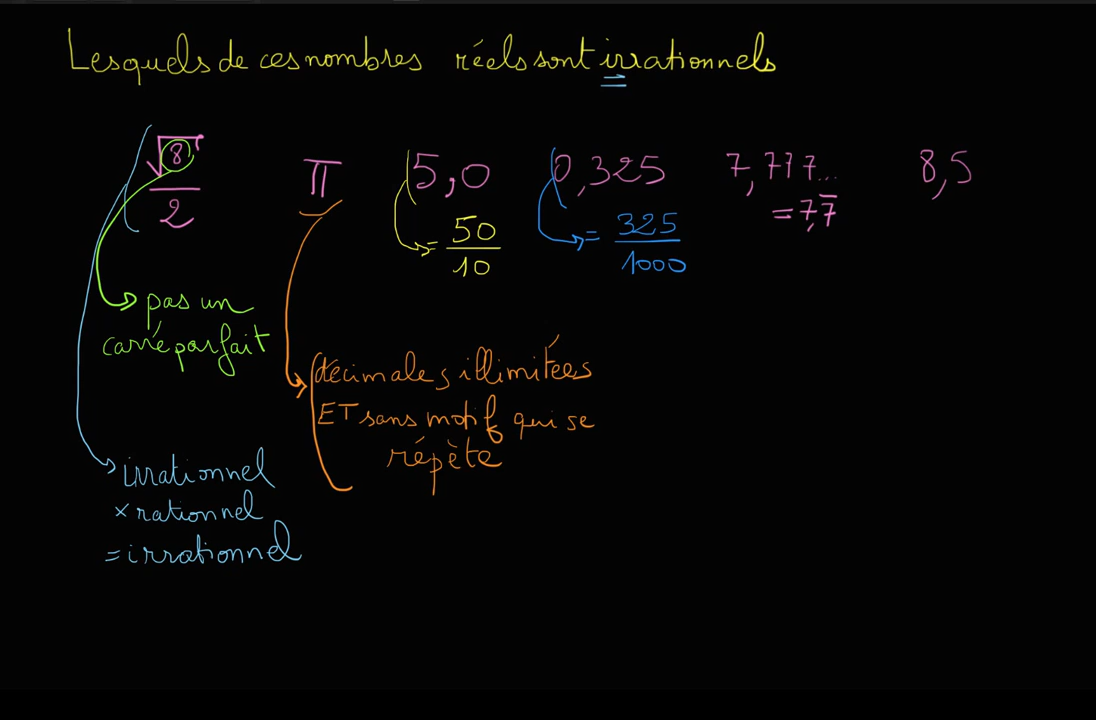 Lesquels de ces nombres réels sont irrationnels
√8/2 π 5,0 0,325 7,777... 8,5
= 50/10 = 325/1000 = 7,7̅
pas un
carré parfait
décimales illimitées
ET sans motif qui se
répète
irrationnel
× rationnel
= irrationnel